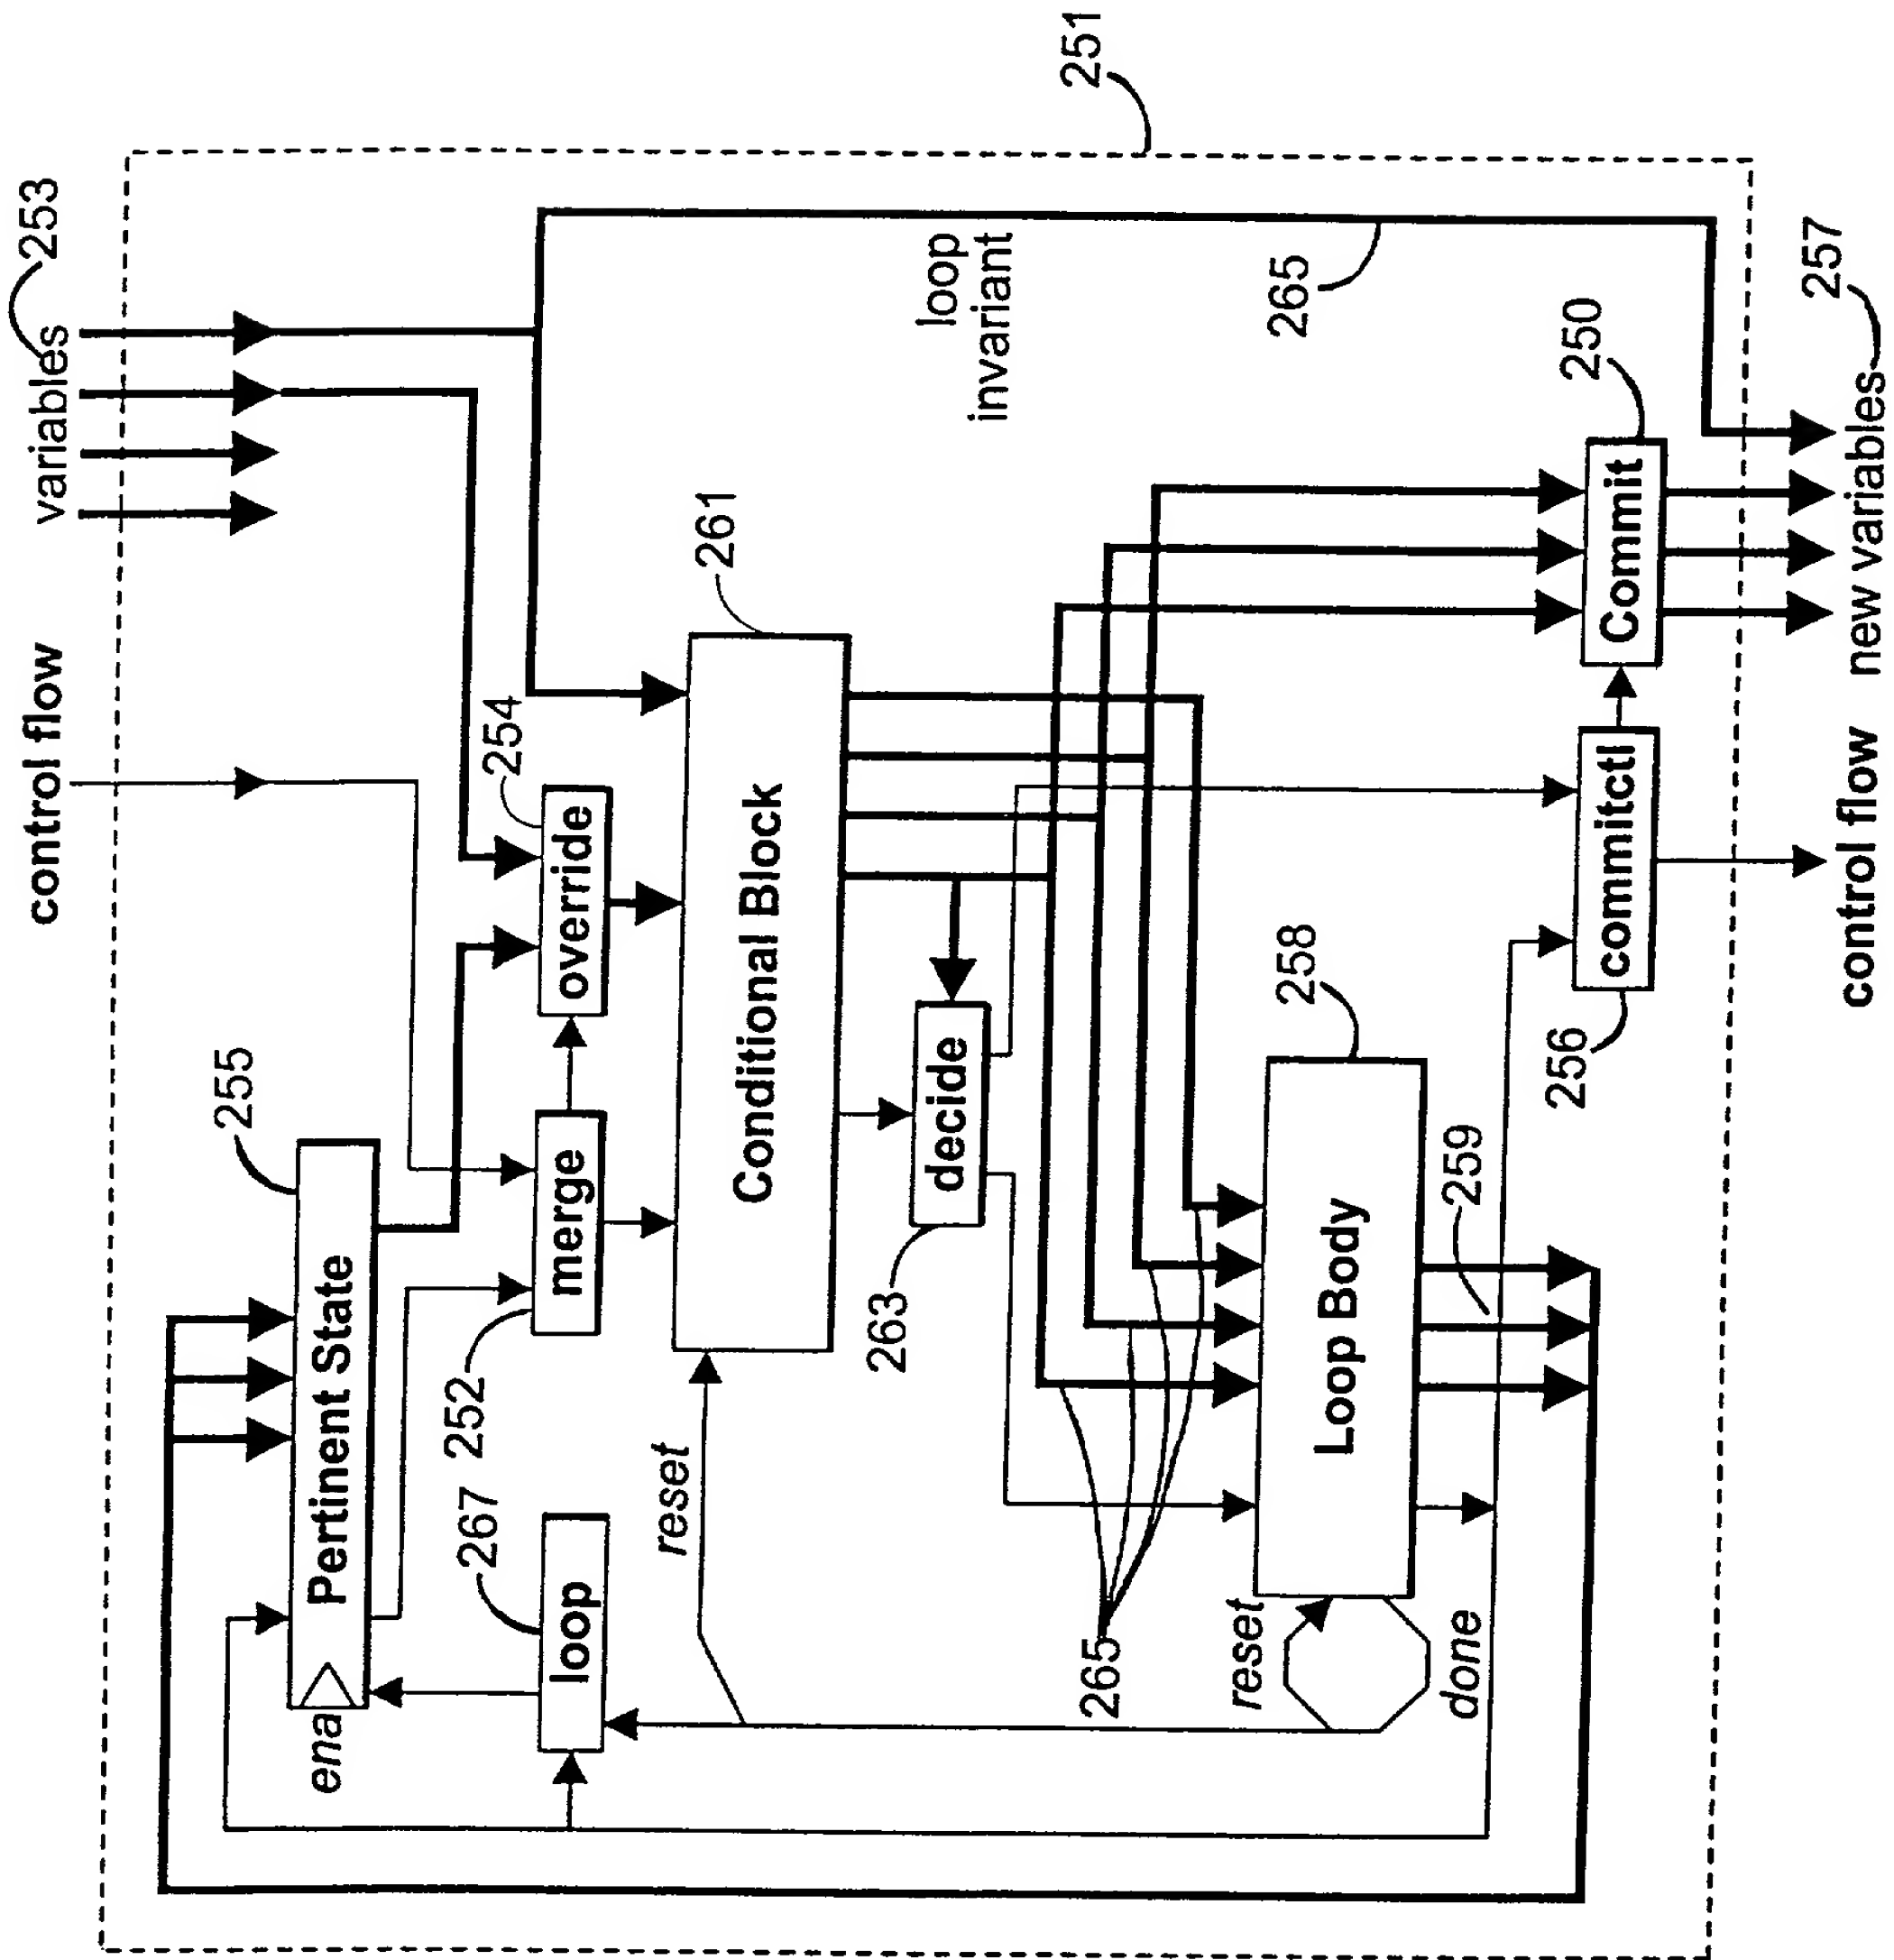 control flow
variables
253
251
255
Pertinent State
ena
267
loop
252
merge
254
override
261
Conditional Block
reset
loop
invariant
265
263
decide
265
258
Loop Body
reset
done
259
256
commitctl
250
Commit
control flow
new variables
257